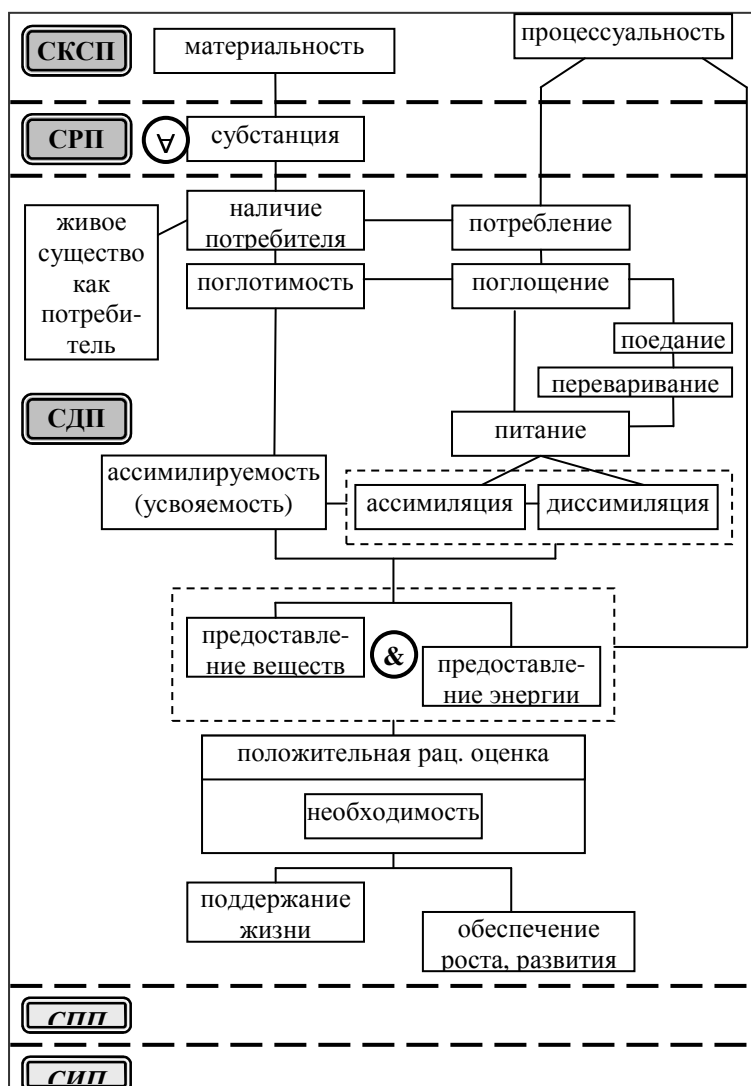 СКСП
материальность
процессуальность
СРП
∀
субстанция
живое
существо
как
потреби-
тель
наличие
потребителя
потребление
поглотимость
поглощение
поедание
переваривание
СДП
питание
ассимилируемость
(усвояемость)
ассимиляция
диссимиляция
предоставле-
ние веществ
&
предоставле-
ние энергии
положительная рац. оценка
необходимость
поддержание
жизни
обеспечение
роста, развития
СПП
СИП